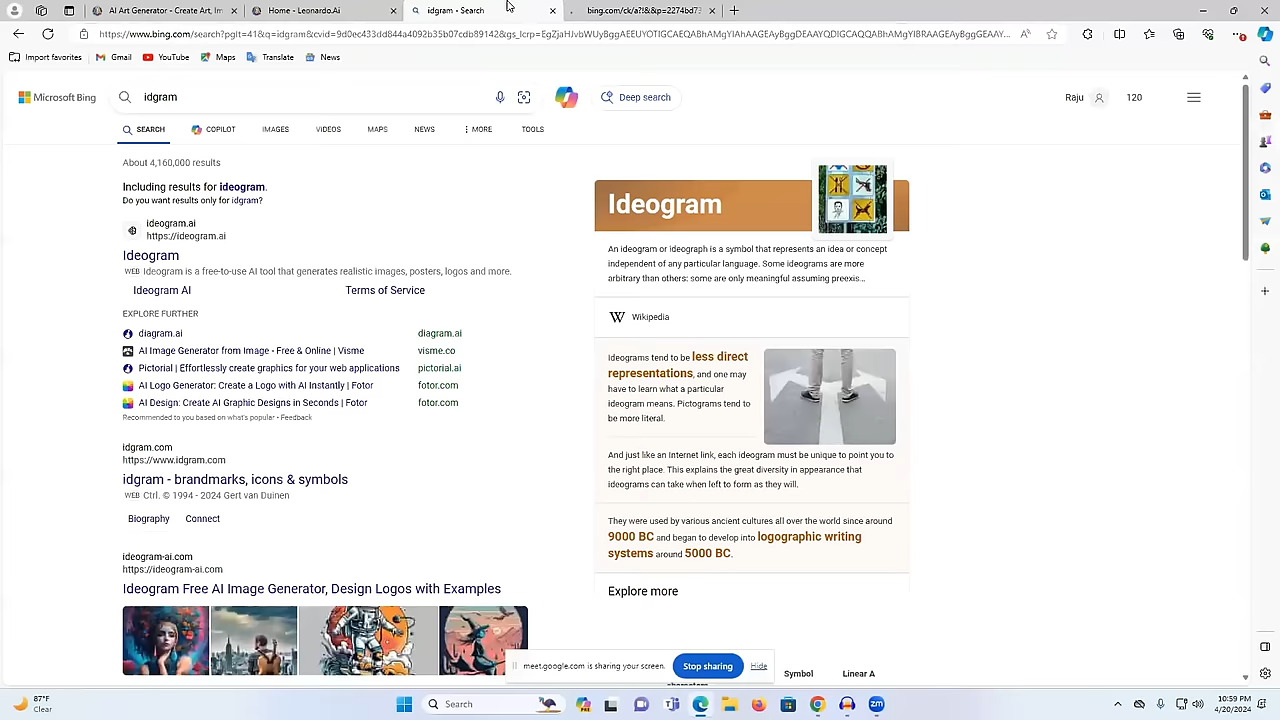 AI Art Generator - Create Art, Im
Home - Leonardo.Ai
idgram - Search
bing.com/ck/a?!&&p=2274bd73
https://www.bing.com/search?pglt=41&q=idgram&cvid=9d0ec433dd844a4092b35b07cdb89142&gs_lcrp=EgZjaHJvbWUyBggAEEUYOTIGCAEQABhAMgYIAhAAGEAyBggDEAAYQDIGCAQQABhAMgYIBRAAGEAyBggGEAAY...
Import favorites
Gmail
YouTube
Maps
Translate
News
Microsoft Bing
idgram
Deep search
Raju
120
SEARCH
COPILOT
IMAGES
VIDEOS
MAPS
NEWS
MORE
TOOLS
About 4,160,000 results
Including results for ideogram.
Do you want results only for idgram?
ideogram.ai
https://ideogram.ai
Ideogram
WEB Ideogram is a free-to-use AI tool that generates realistic images, posters, logos and more.
Ideogram AI
Terms of Service
EXPLORE FURTHER
diagram.ai
diagram.ai
AI Image Generator from Image - Free & Online | Visme
visme.co
Pictorial | Effortlessly create graphics for your web applications
pictorial.ai
AI Logo Generator: Create a Logo with AI Instantly | Fotor
fotor.com
AI Design: Create AI Graphic Designs in Seconds | Fotor
fotor.com
Recommended to you based on what's popular • Feedback
idgram.com
https://www.idgram.com
idgram - brandmarks, icons & symbols
WEB Ctrl. © 1994 - 2024 Gert van Duinen
Biography
Connect
ideogram-ai.com
https://ideogram-ai.com
Ideogram Free AI Image Generator, Design Logos with Examples
Ideogram
An ideogram or ideograph is a symbol that represents an idea or concept
independent of any particular language. Some ideograms are more
arbitrary than others: some are only meaningful assuming preexis...
W Wikipedia
Ideograms tend to be less direct
representations, and one may
have to learn what a particular
ideogram means. Pictograms tend to
be more literal.
And just like an Internet link, each ideogram must be unique to point you to
the right place. This explains the great diversity in appearance that
ideograms can take when left to form as they will.
They were used by various ancient cultures all over the world since around
9000 BC and began to develop into logographic writing
systems around 5000 BC.
Explore more
Symbol
Linear A
meet.google.com is sharing your screen.
Stop sharing
Hide
87°F
Clear
Search
10:59 PM
4/20/2024